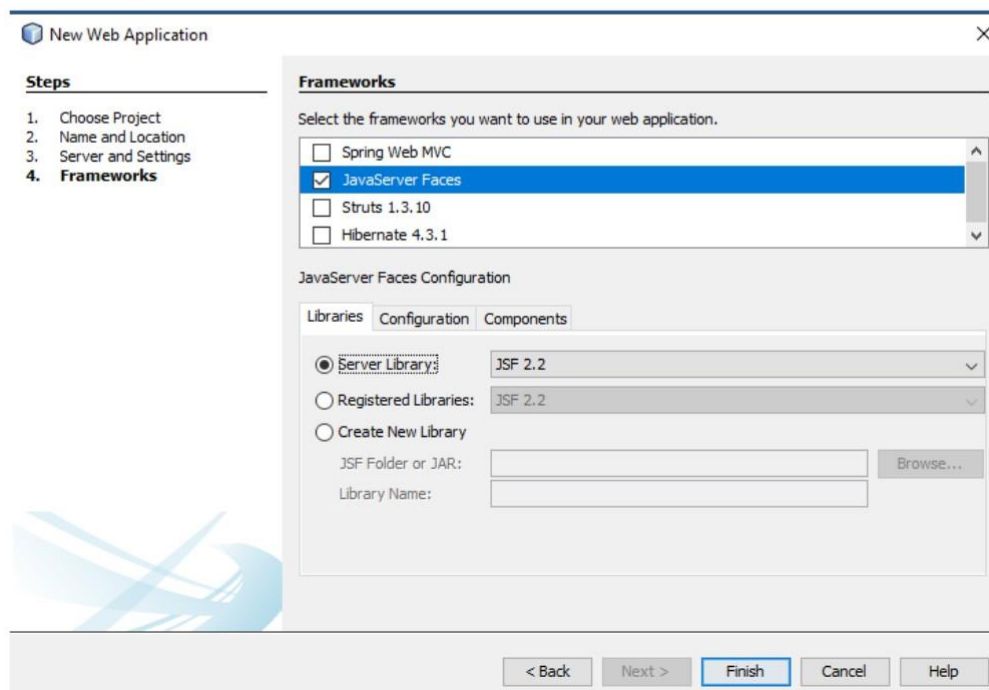 New Web Application
Steps
1. Choose Project
2. Name and Location
3. Server and Settings
4. Frameworks
Frameworks
Select the frameworks you want to use in your web application.
Spring Web MVC
JavaServer Faces
Struts 1.3.10
Hibernate 4.3.1
JavaServer Faces Configuration
Libraries Configuration Components
Server Library: JSF 2.2
Registered Libraries: JSF 2.2
Create New Library
JSF Folder or JAR: Browse...
Library Name:
< Back Next > Finish Cancel Help